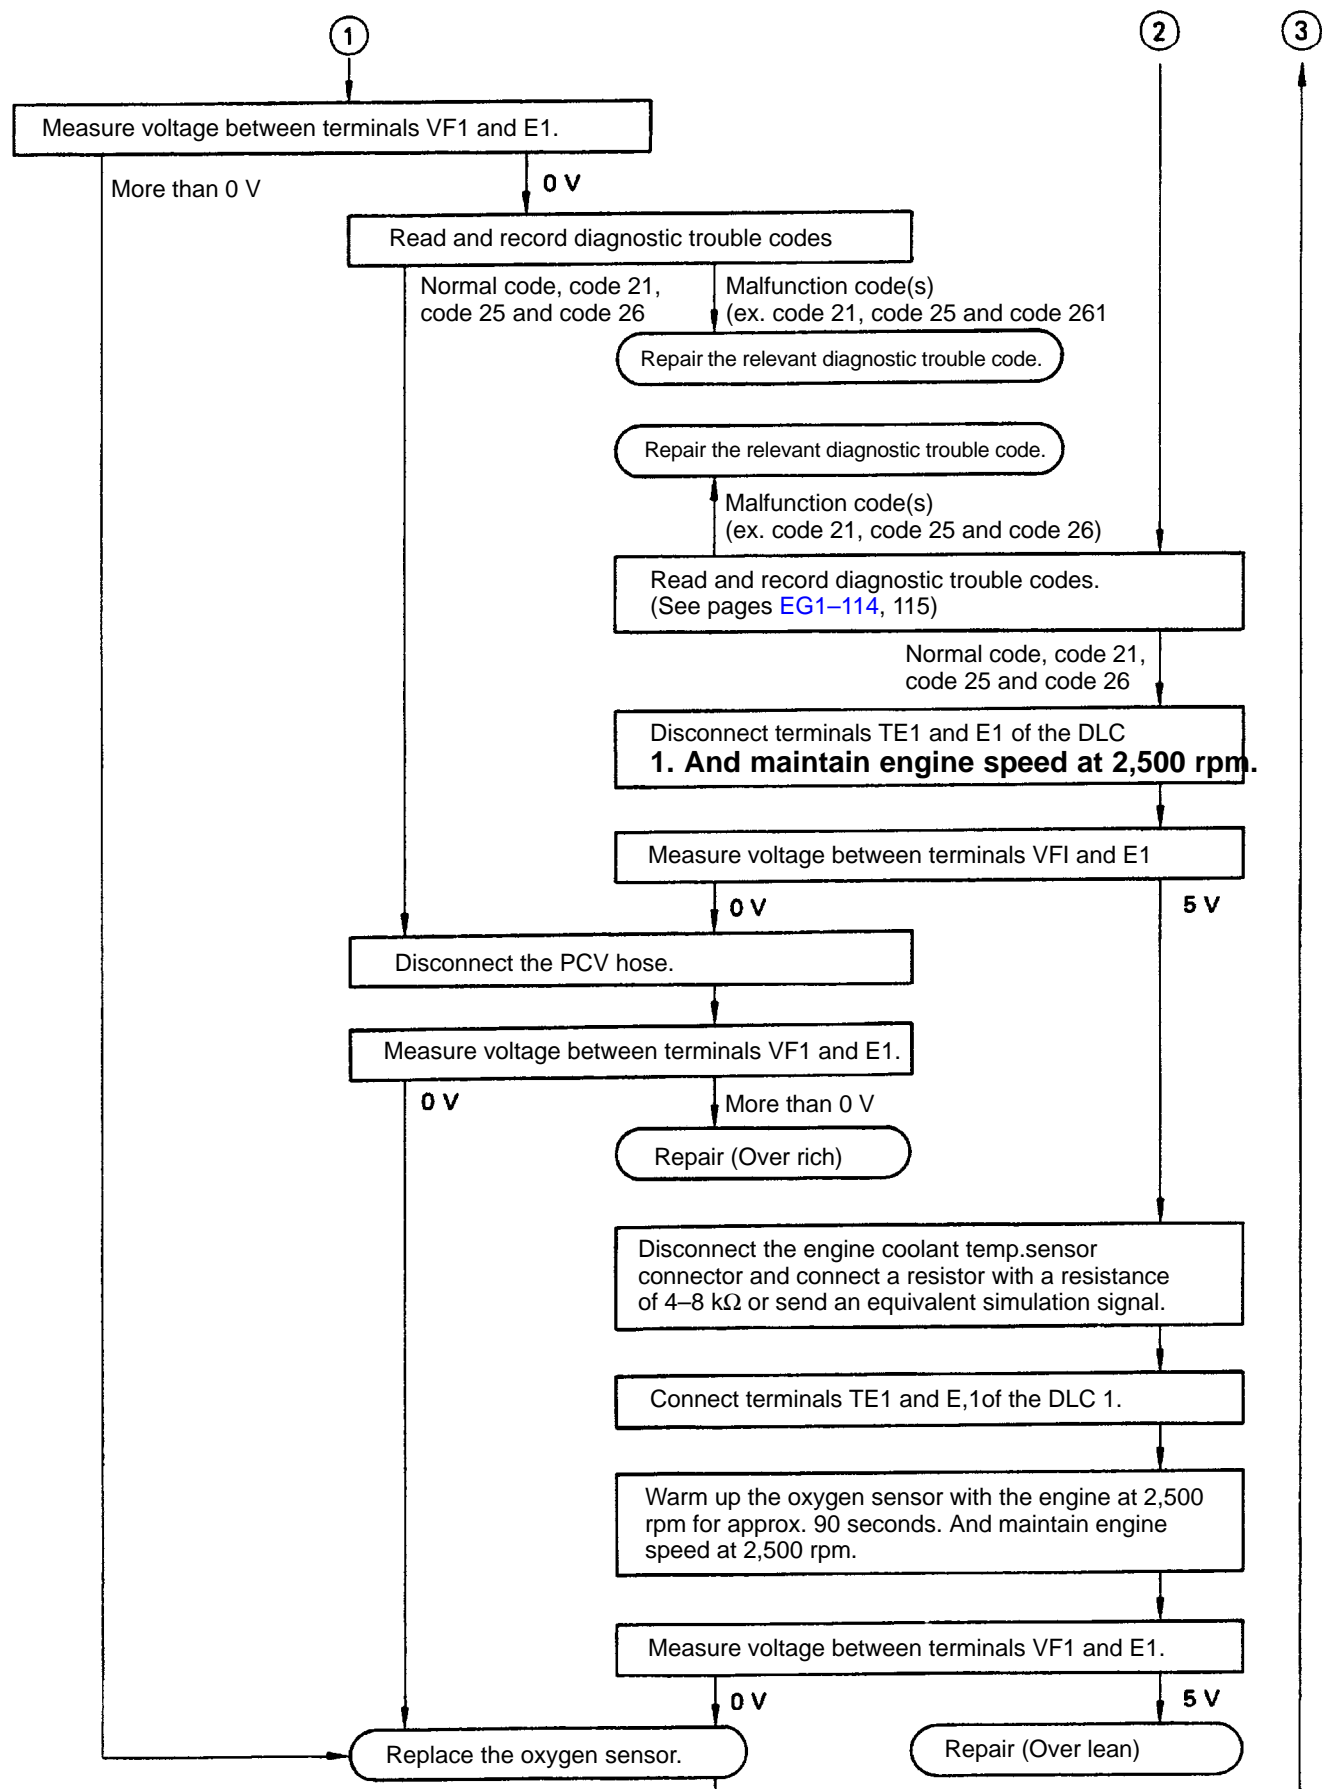 1
2
3
Measure voltage between terminals VF1 and E1.
More than 0 V
0 V
Read and record diagnostic trouble codes
Normal code, code 21,
code 25 and code 26
Malfunction code(s)
(ex. code 21, code 25 and code 261
Repair the relevant diagnostic trouble code.
Repair the relevant diagnostic trouble code.
Malfunction code(s)
(ex. code 21, code 25 and code 26)
Read and record diagnostic trouble codes.
(See pages EG1–114, 115)
Normal code, code 21,
code 25 and code 26
Disconnect terminals TE1 and E1 of the DLC
1. And maintain engine speed at 2,500 rpm.
Measure voltage between terminals VFI and E1
0 V
5 V
Disconnect the PCV hose.
Measure voltage between terminals VF1 and E1.
0 V
More than 0 V
Repair (Over rich)
Disconnect the engine coolant temp.sensor
connector and connect a resistor with a resistance
of 4–8 kΩ or send an equivalent simulation signal.
Connect terminals TE1 and E,1of the DLC 1.
Warm up the oxygen sensor with the engine at 2,500
rpm for approx. 90 seconds. And maintain engine
speed at 2,500 rpm.
Measure voltage between terminals VF1 and E1.
0 V
5 V
Replace the oxygen sensor.
Repair (Over lean)